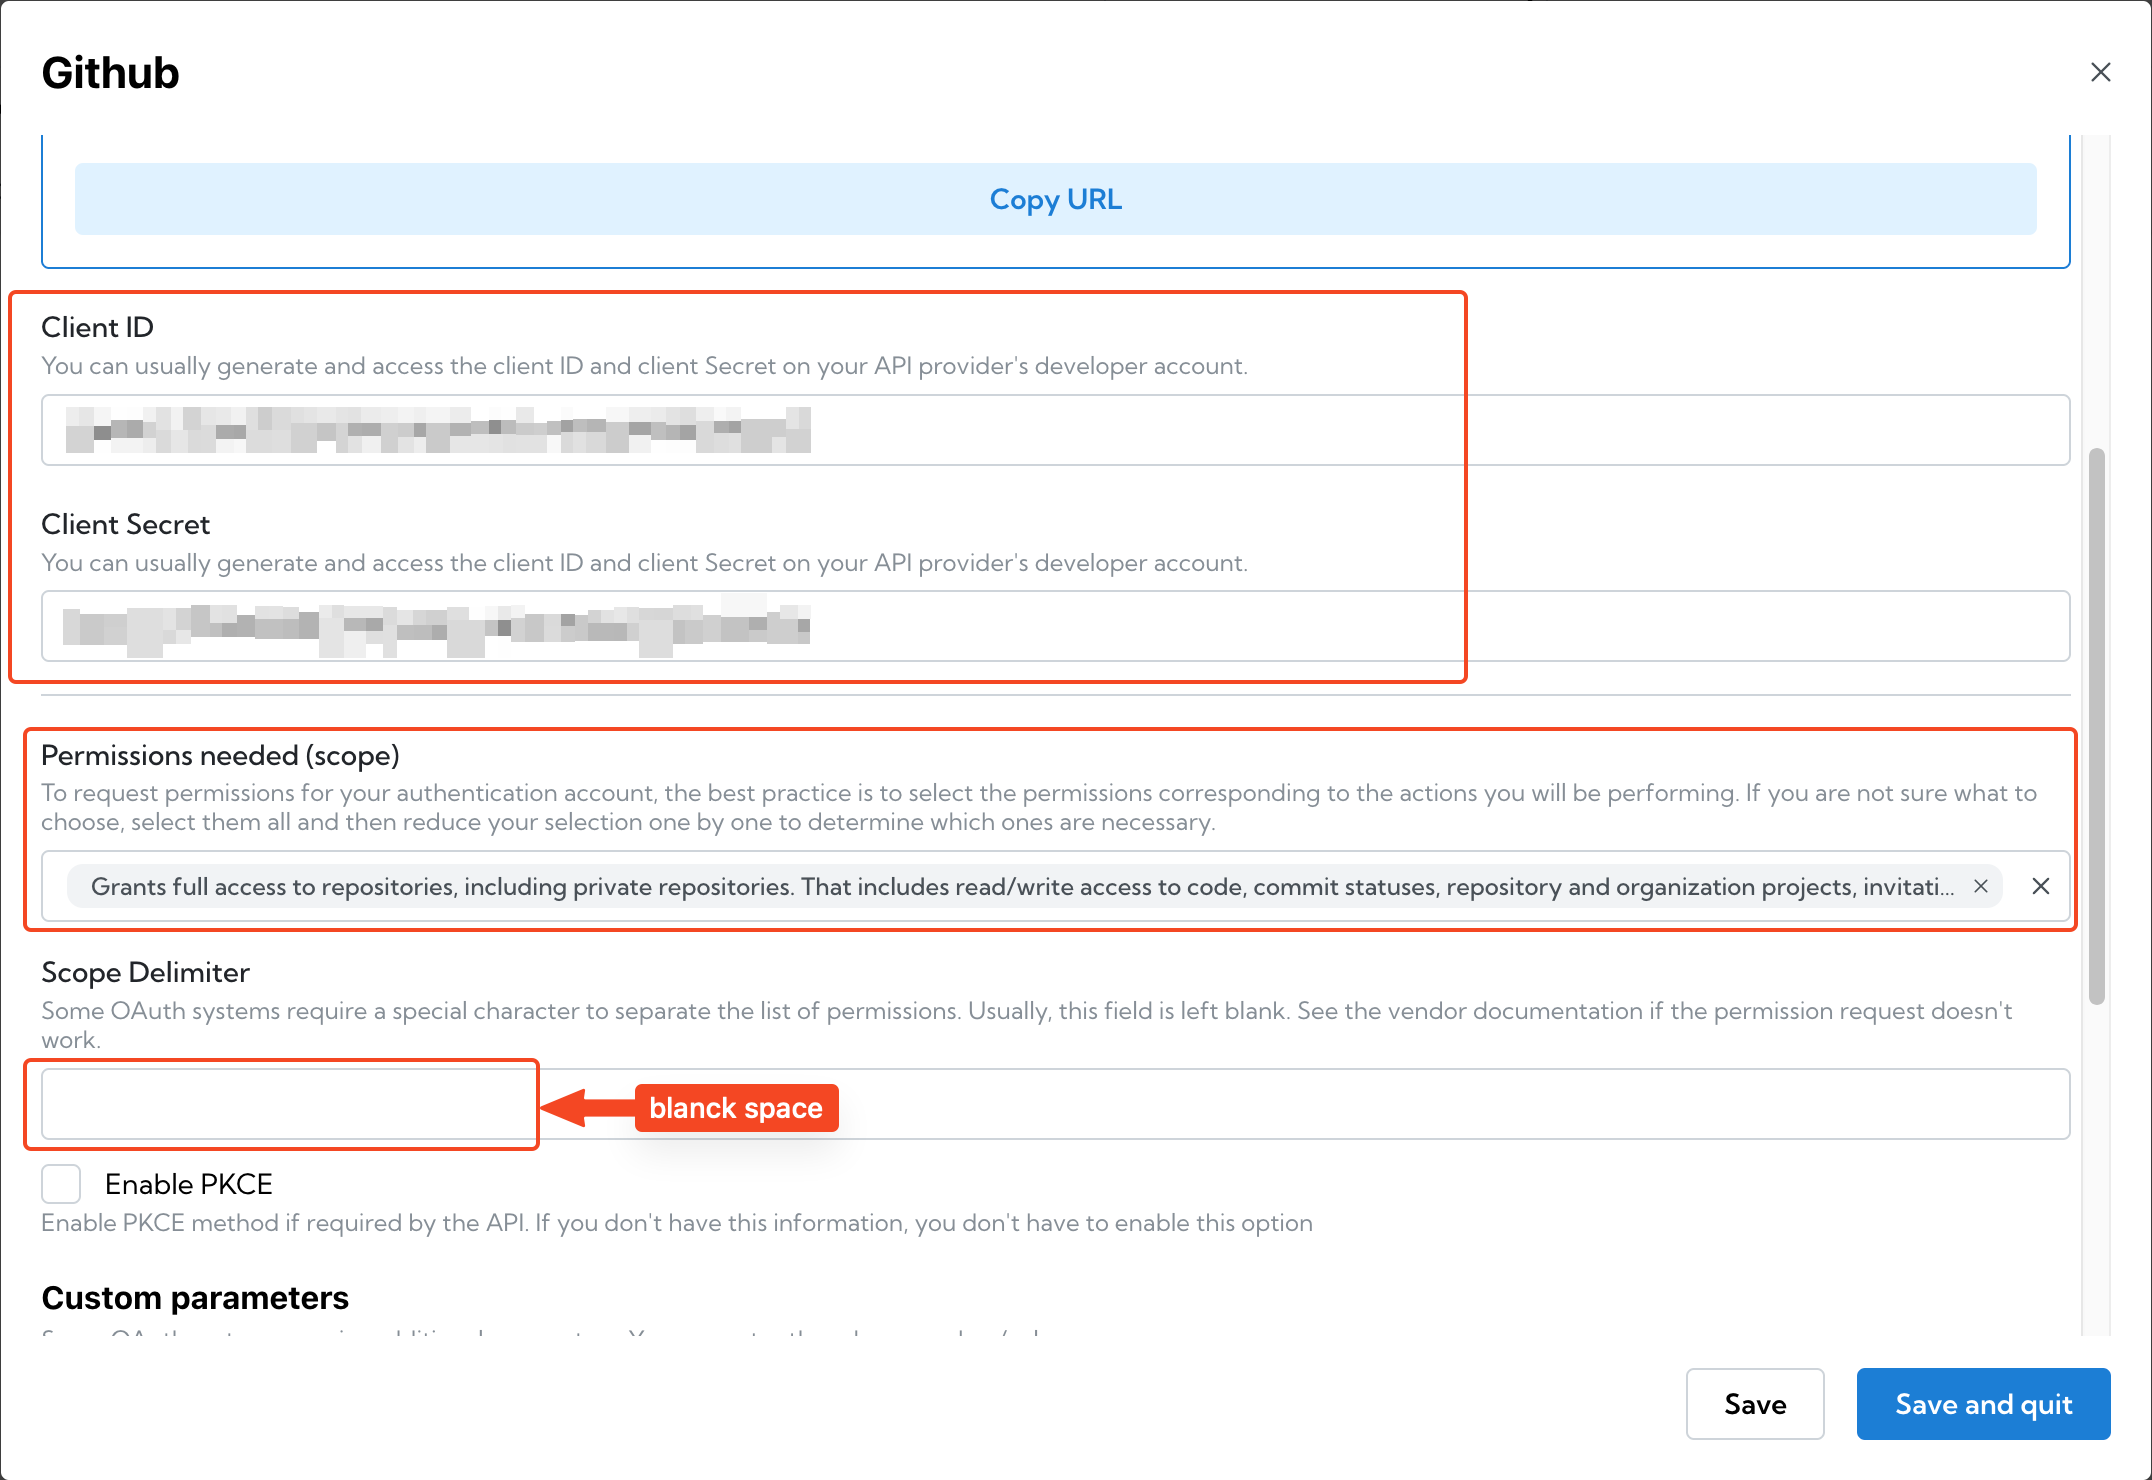 Github
Copy URL
Client ID
You can usually generate and access the client ID and client Secret on your API provider's developer account.
Client Secret
You can usually generate and access the client ID and client Secret on your API provider's developer account.
Permissions needed (scope)
To request permissions for your authentication account, the best practice is to select the permissions corresponding to the actions you will be performing. If you are not sure what to
choose, select them all and then reduce your selection one by one to determine which ones are necessary.
Grants full access to repositories, including private repositories. That includes read/write access to code, commit statuses, repository and organization projects, invitati...
Scope Delimiter
Some OAuth systems require a special character to separate the list of permissions. Usually, this field is left blank. See the vendor documentation if the permission request doesn't
work.
blanck space
Enable PKCE
Enable PKCE method if required by the API. If you don't have this information, you don't have to enable this option
Custom parameters
Save
Save and quit